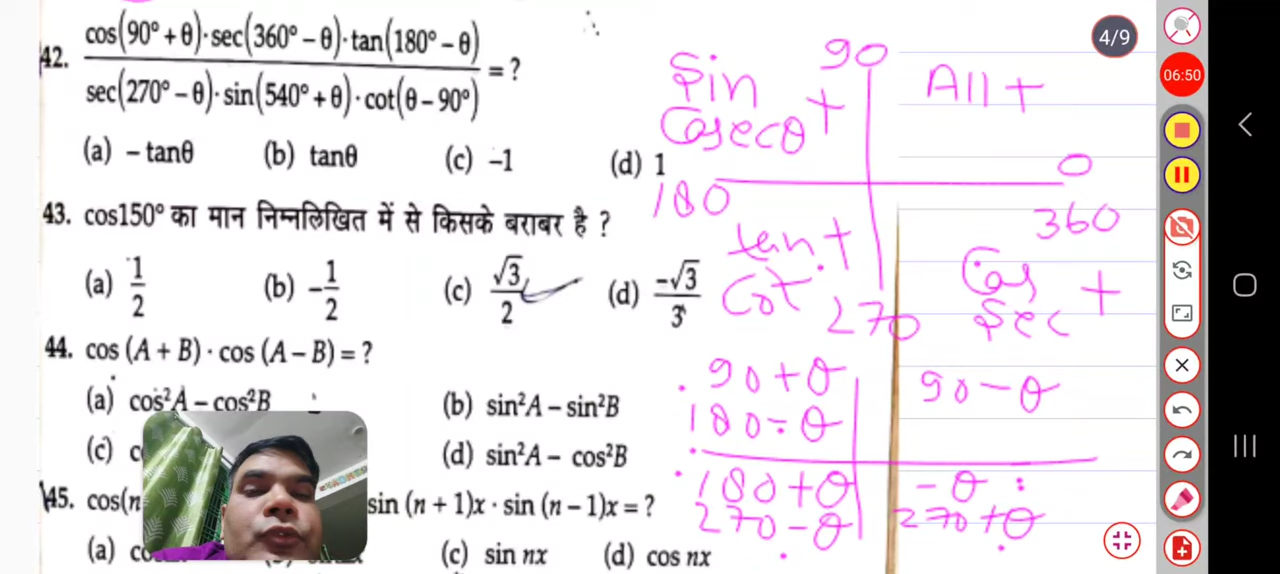 42. cos(90° + θ)·sec(360° − θ)·tan(180° − θ) / sec(270° − θ)·sin(540° + θ)·cot(θ − 90°) = ?
(a) − tanθ (b) tanθ (c) −1 (d) 1
43. cos150° का मान निम्नलिखित में से किसके बराबर है ?
(a) 1/2 (b) −1/2 (c) √3/2 (d) −√3/3
44. cos (A + B) · cos (A − B) = ?
(a) cos²A − cos²B (b) sin²A − sin²B
(c) (d) sin²A − cos²B
45. cos(n sin (n + 1)x · sin (n − 1)x = ?
(a) (c) sin nx (d) cos nx
90
Sin
Cosecθ +
All +
0
180
360
tan +
Cot
270
Cos
Sec +
90 + θ
180 − θ
90 − θ
180 + θ
270 − θ
− θ
270 + θ
4/9
06:50